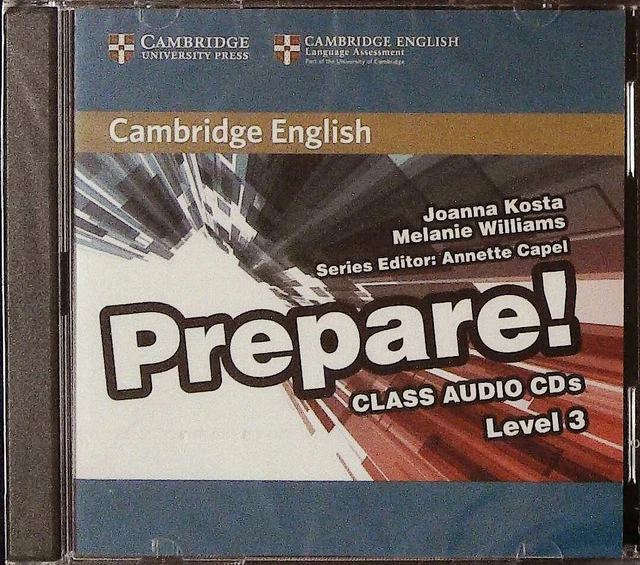 CAMBRIDGE
UNIVERSITY PRESS
CAMBRIDGE ENGLISH
Language Assessment
Part of the University of Cambridge
Cambridge English
Joanna Kosta
Melanie Williams
Series Editor: Annette Capel
Prepare!
CLASS AUDIO CDs
Level 3